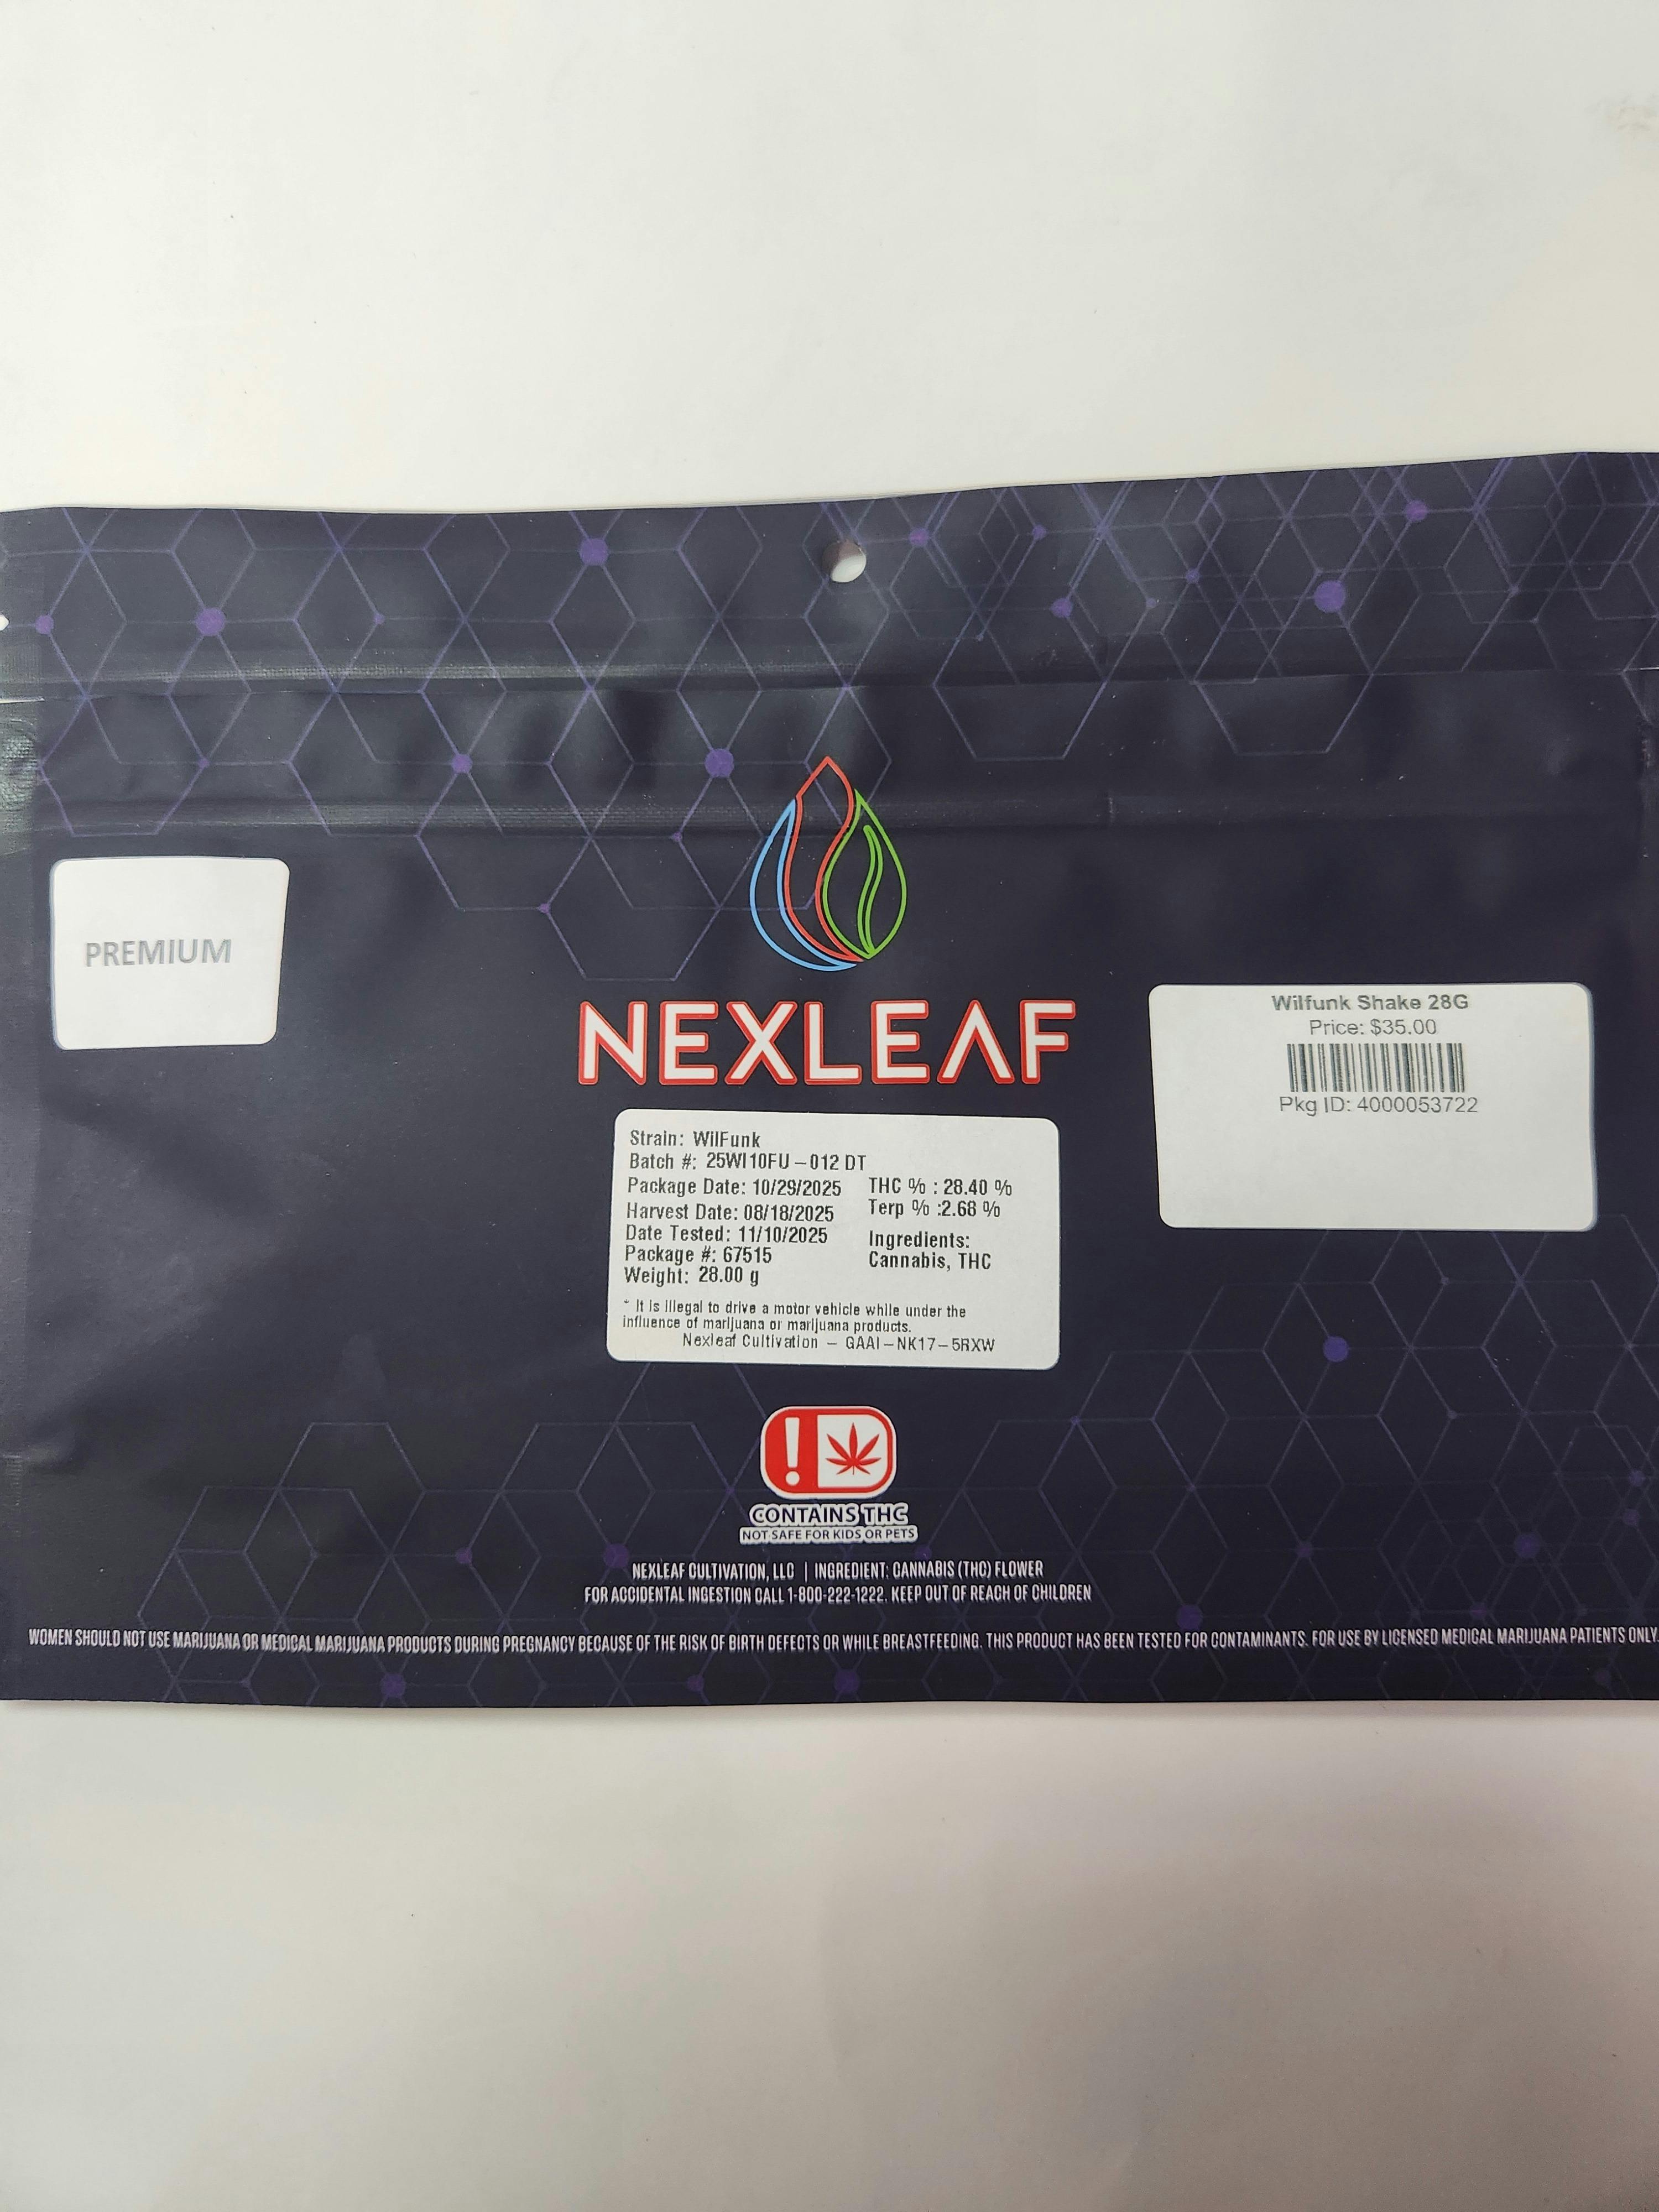 PREMIUM
NEXLEAF
Wilfunk Shake 28G
Price: $35.00
Pkg ID: 4000053722
Strain: WilFunk
Batch #: 25WI10FU-012 DT
Package Date: 10/29/2025
THC % : 28.40 %
Harvest Date: 08/18/2025
Terp % :2.68 %
Date Tested: 11/10/2025
Ingredients:
Package #: 67515
Cannabis, THC
Weight: 28.00 g
* It is illegal to drive a motor vehicle while under the
influence of marijuana or marijuana products.
Nexleaf Cultivation - GAAI-NK17-5RXW
!
CONTAINS THC
NOT SAFE FOR KIDS OR PETS
NEXLEAF CULTIVATION, LLC | INGREDIENT: CANNABIS (THC) FLOWER
FOR ACCIDENTAL INGESTION CALL 1-800-222-1222. KEEP OUT OF REACH OF CHILDREN
WOMEN SHOULD NOT USE MARIJUANA OR MEDICAL MARIJUANA PRODUCTS DURING PREGNANCY BECAUSE OF THE RISK OF BIRTH DEFECTS OR WHILE BREASTFEEDING. THIS PRODUCT HAS BEEN TESTED FOR CONTAMINANTS. FOR USE BY LICENSED MEDICAL MARIJUANA PATIENTS ONLY.